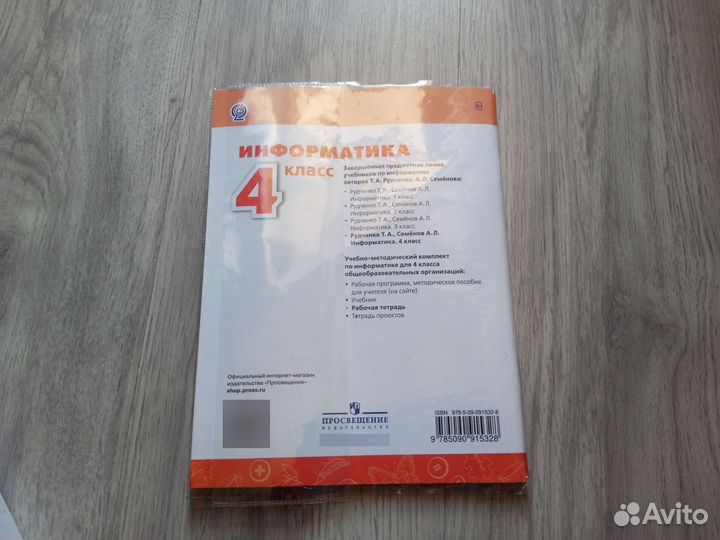 ИНФОРМАТИКА
4 КЛАСС
Завершённая предметная линия
учебников по информатике
авторов Т.А. Рудченко, А.Л. Семёнова:
• Рудченко Т.А., Семёнов А.Л.
Информатика. 1 класс
• Рудченко Т.А., Семёнов А.Л.
Информатика. 2 класс
• Рудченко Т.А., Семёнов А.Л.
Информатика. 3 класс
• Рудченко Т.А., Семёнов А.Л.
Информатика. 4 класс
Учебно-методический комплект
по информатике для 4 класса
общеобразовательных организаций:
• Рабочая программа, методическое пособие
для учителя (на сайте)
• Учебник
• Рабочая тетрадь
• Тетрадь проектов
Официальный интернет-магазин
издательства «Просвещение»
shop.prosv.ru
ПРОСВЕЩЕНИЕ
ИЗДАТЕЛЬСТВО
ISBN 978-5-09-091532-8
9 785090 915328
Avito